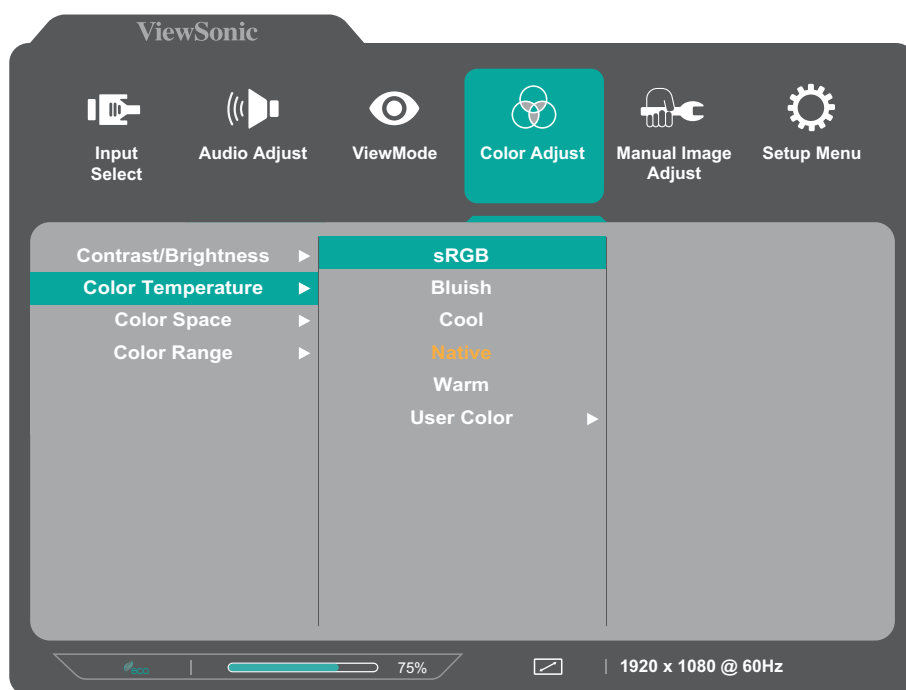 ViewSonic
Input
Select
Audio Adjust
ViewMode
Color Adjust
Manual Image
Adjust
Setup Menu
Contrast/Brightness
Color Temperature
Color Space
Color Range
sRGB
Bluish
Cool
Native
Warm
User Color
eco
75%
1920 x 1080 @ 60Hz